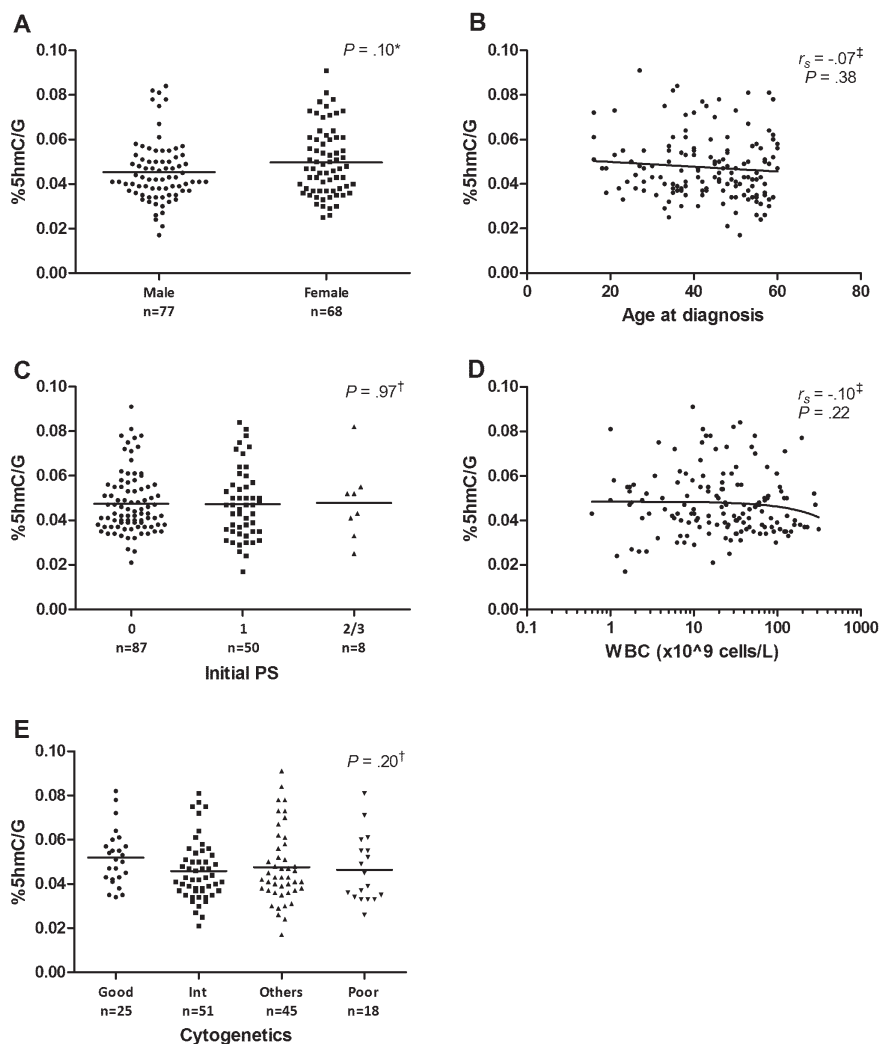 A
P = .10*
0.10
0.08
0.06
0.04
0.02
0.00
%5hmC/G
Male
n=77
Female
n=68
B
r_s = -.07‡
P = .38
0.10
0.08
0.06
0.04
0.02
0.00
%5hmC/G
0 20 40 60 80
Age at diagnosis
C
P = .97†
0.10
0.08
0.06
0.04
0.02
0.00
%5hmC/G
0
n=87
1
n=50
2/3
n=8
Initial PS
D
r_s = -.10‡
P = .22
0.10
0.08
0.06
0.04
0.02
0.00
%5hmC/G
0.1 1 10 100 1000
WBC (x10^9 cells/L)
E
P = .20†
0.10
0.08
0.06
0.04
0.02
0.00
%5hmC/G
Good
n=25
Int
n=51
Others
n=45
Poor
n=18
Cytogenetics